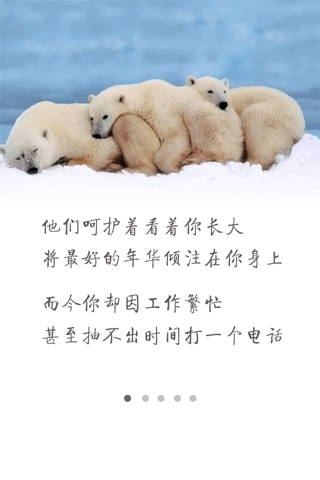 他们呵护着看着你长大
将最好的年华倾注在你身上
而今你却因工作繁忙
甚至抽不出时间打一个电话